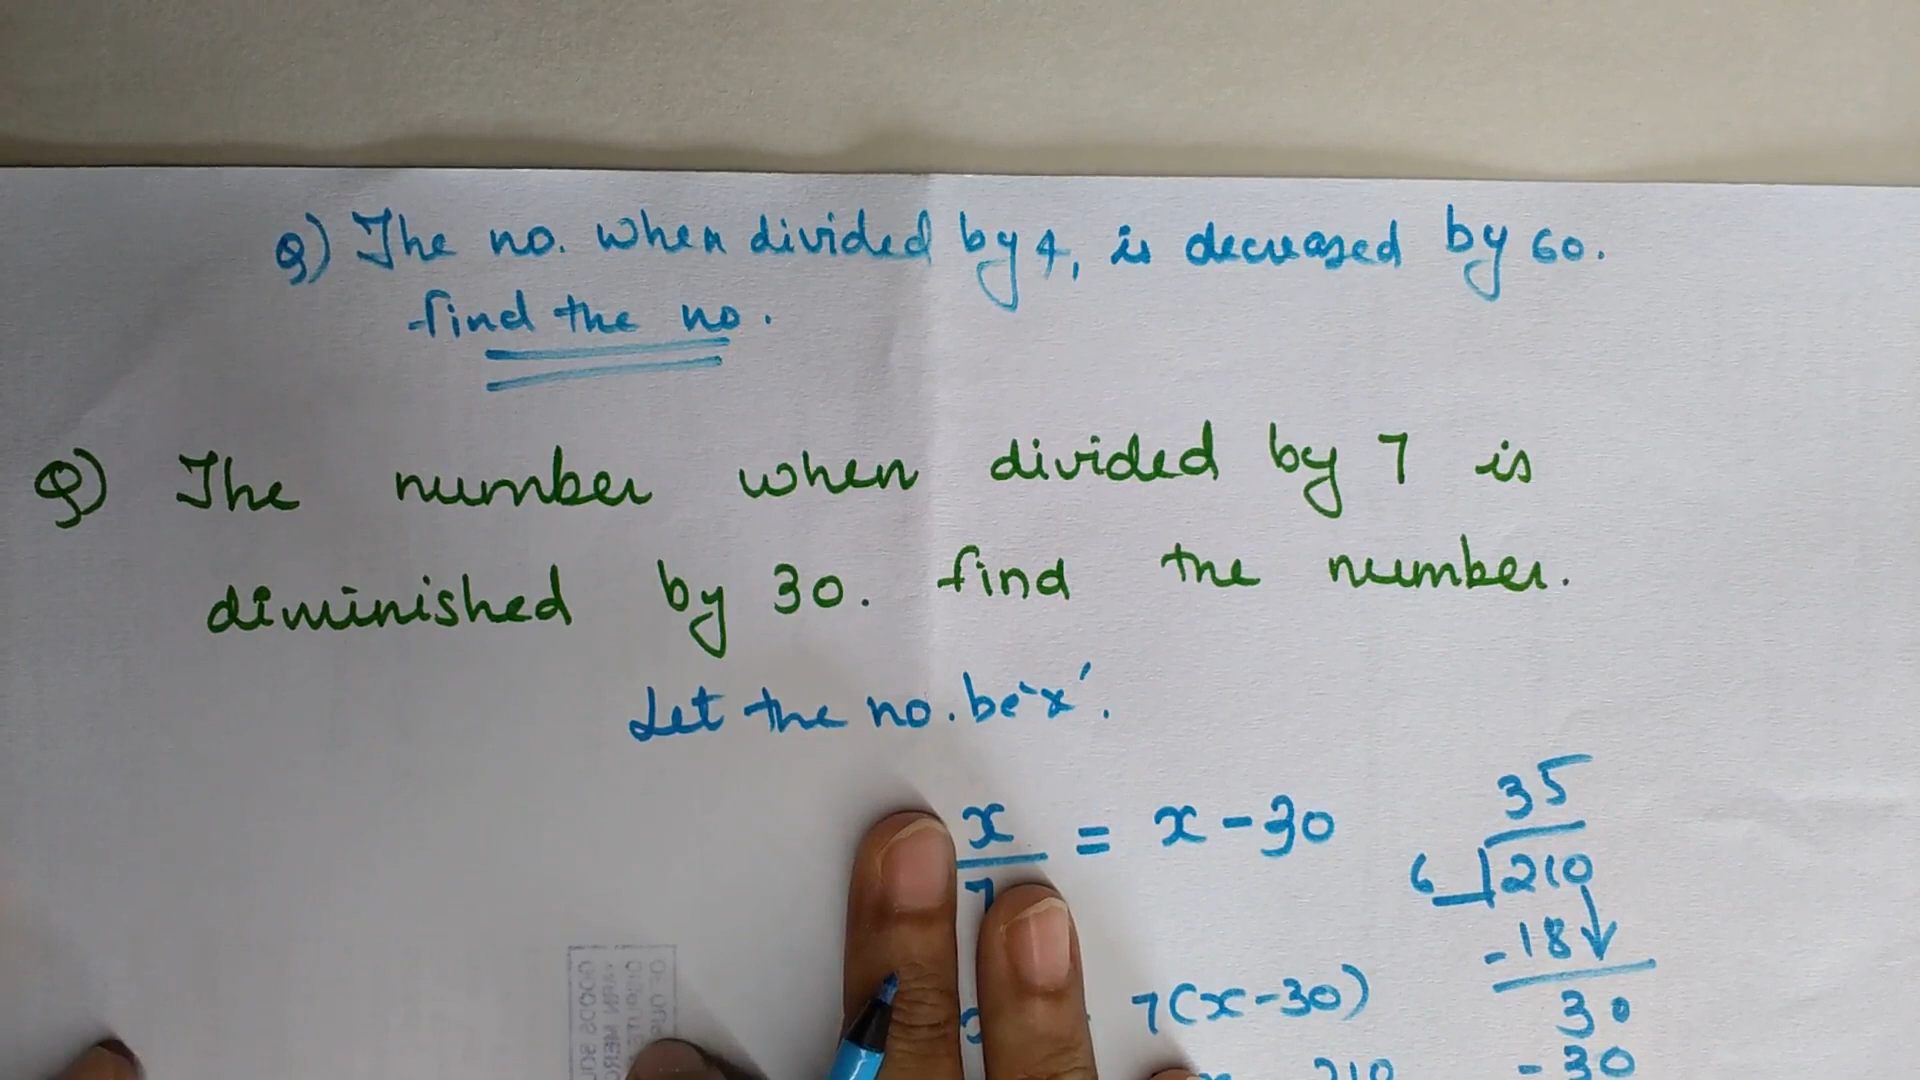 Q) The no. when divided by 4, is decreased by 60.
find the no.
Q) The number when divided by 7 is
diminished by 30. find the number.
Let the no. be 'x'.
x/7 = x - 30
7(x-30)
210
35
6 210
-18
30
-30